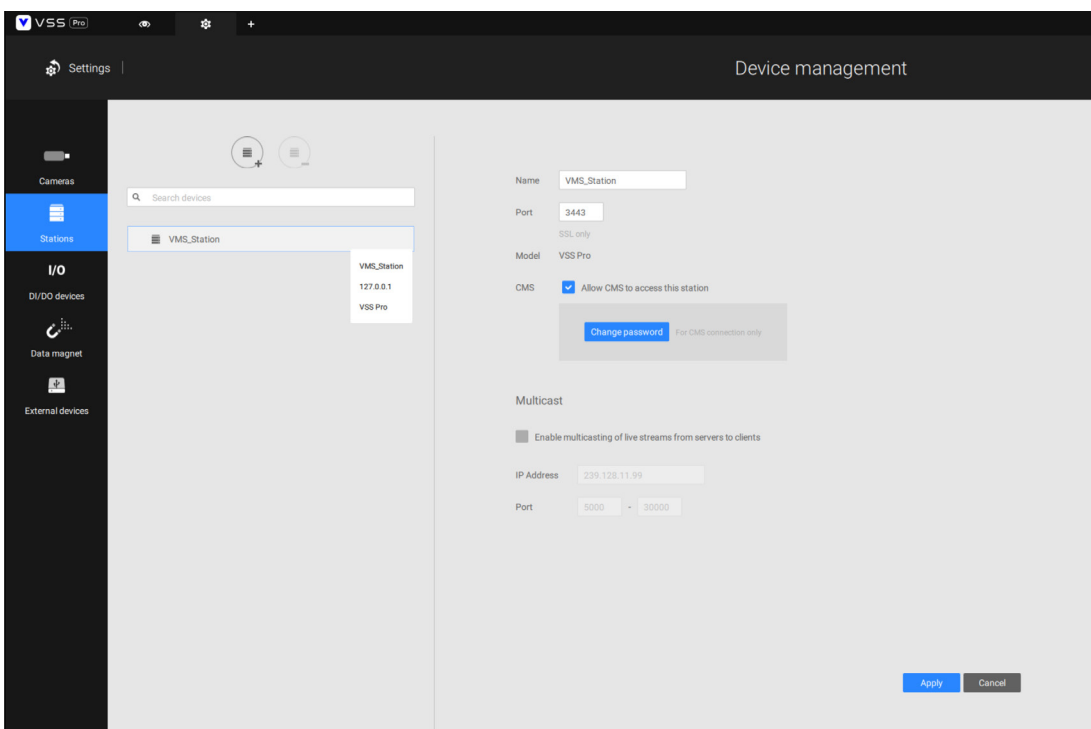 VSS Pro
+
Settings
Device management
Cameras
Stations
I/O
DI/DO devices
Data magnet
External devices
Search devices
VMS_Station
VMS_Station
127.0.0.1
VSS Pro
Name VMS_Station
Port 3443
SSL only
Model VSS Pro
CMS Allow CMS to access this station
Change password For CMS connection only
Multicast
Enable multicasting of live streams from servers to clients
IP Address 239.128.11.99
Port 5000 - 30000
Apply Cancel